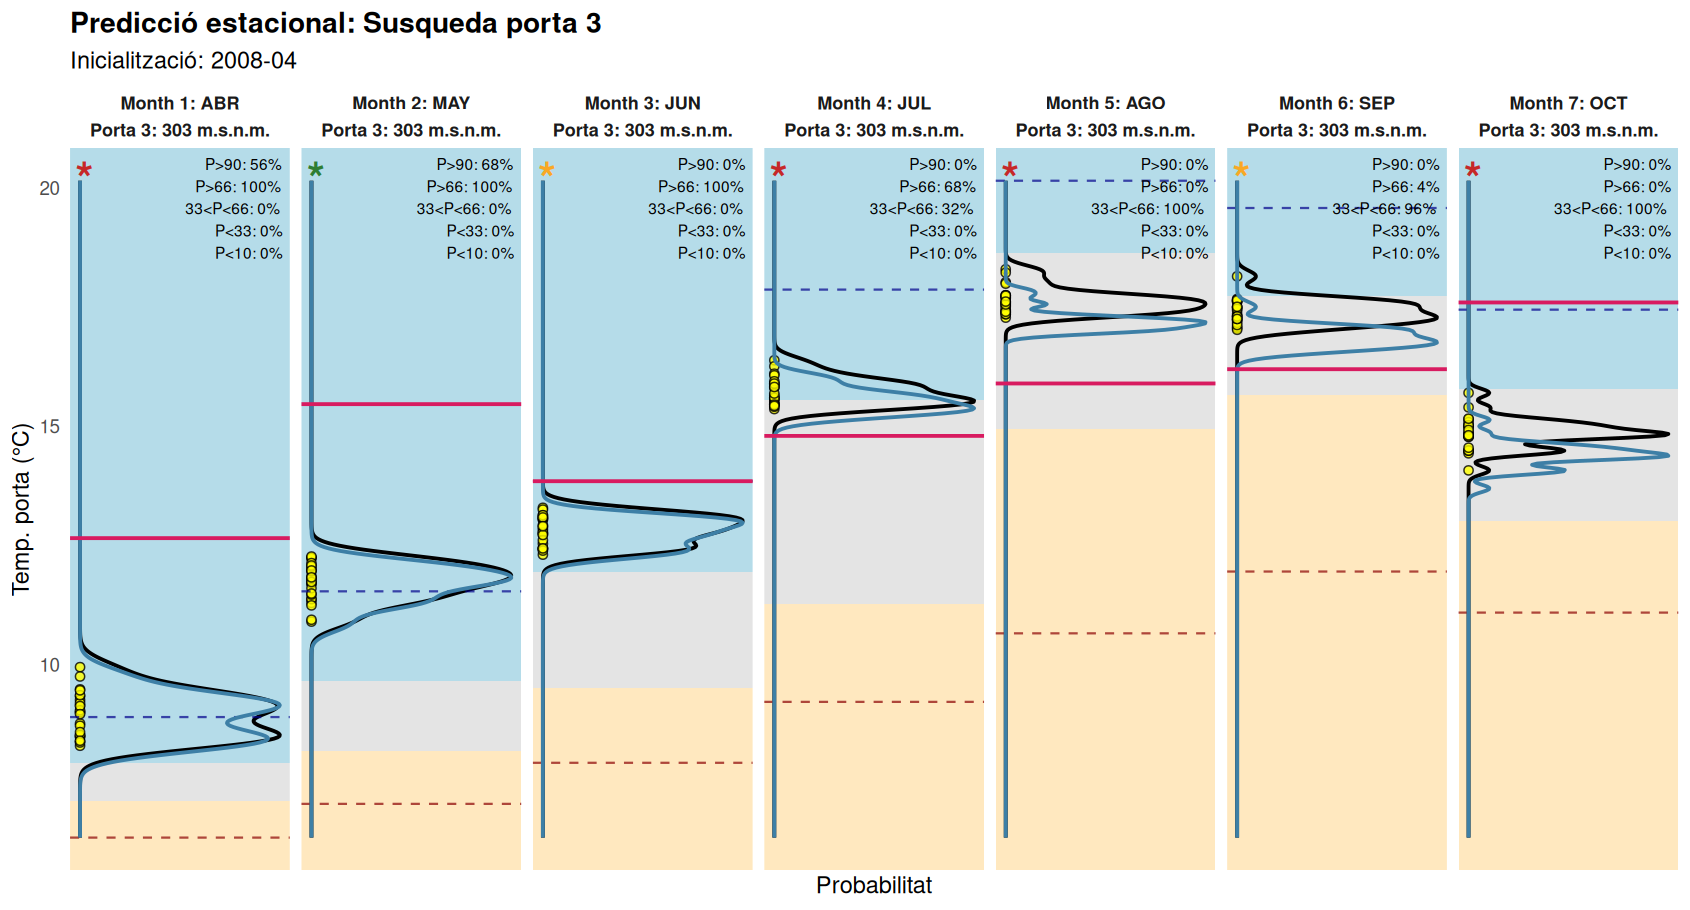 Predicció estacional: Susqueda porta 3
Inicialització: 2008-04
Month 1: ABR
Porta 3: 303 m.s.n.m.
Month 2: MAY
Porta 3: 303 m.s.n.m.
Month 3: JUN
Porta 3: 303 m.s.n.m.
Month 4: JUL
Porta 3: 303 m.s.n.m.
Month 5: AGO
Porta 3: 303 m.s.n.m.
Month 6: SEP
Porta 3: 303 m.s.n.m.
Month 7: OCT
Porta 3: 303 m.s.n.m.
*
P>90: 56%
P>66: 100%
33<P<66: 0%
P<33: 0%
P<10: 0%
*
P>90: 68%
P>66: 100%
33<P<66: 0%
P<33: 0%
P<10: 0%
*
P>90: 0%
P>66: 100%
33<P<66: 0%
P<33: 0%
P<10: 0%
*
P>90: 0%
P>66: 68%
33<P<66: 32%
P<33: 0%
P<10: 0%
*
P>90: 0%
P>66: 0%
33<P<66: 100%
P<33: 0%
P<10: 0%
*
P>90: 0%
P>66: 4%
33<P<66: 96%
P<33: 0%
P<10: 0%
*
P>90: 0%
P>66: 0%
33<P<66: 100%
P<33: 0%
P<10: 0%
20
15
10
Temp. porta (°C)
Probabilitat